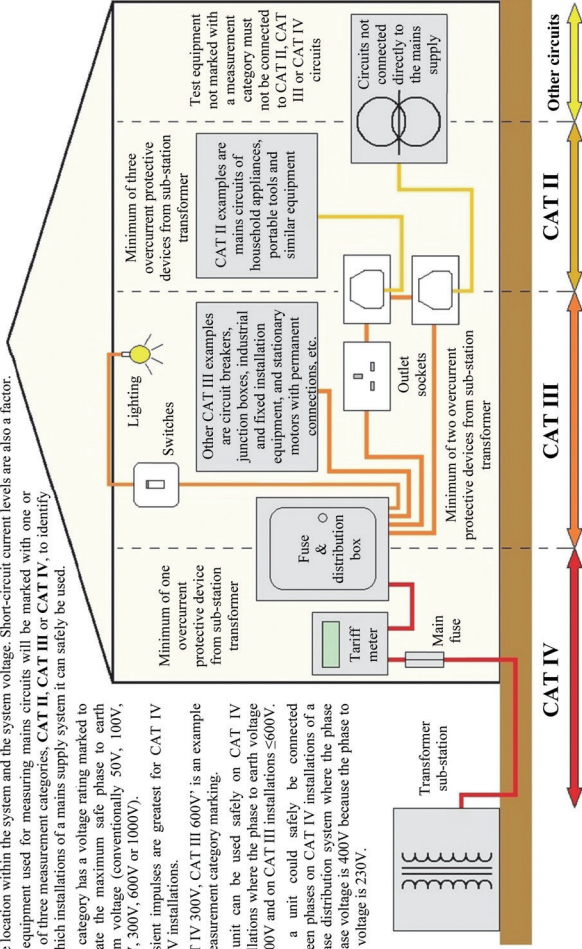 e location within the system and the system voltage. Short-circuit current levels are also a factor.
equipment used for measuring mains circuits will be marked with one or
of three measurement categories, CAT II, CAT III or CAT IV, to identify
hich installations of a mains supply system it can safely be used.
category has a voltage rating marked to
ate the maximum safe phase to earth
m voltage (conventionally 50V, 100V,
, 300V, 600V or 1000V).
sient impulses are greatest for CAT IV
V installations.
T IV 300V, CAT III 600V' is an example
easurement category marking.
unit can be used safely on CAT IV
llations where the phase to earth voltage
00V and on CAT III installations ≤600V.
a unit could safely be connected
een phases on CAT IV installations of a
ase distribution system where the phase
ase voltage is 400V because the phase to
voltage is 230V.
Transformer
sub-station
Minimum of one
overcurrent
protective device
from sub-station
transformer
Tariff
meter
Main
fuse
Fuse
&
distribution
box
Lighting
Switches
Other CAT III examples
are circuit breakers,
junction boxes, industrial
and fixed installation
equipment, and stationary
motors with permanent
connections, etc.
Outlet
sockets
Minimum of two overcurrent
protective devices from sub-station
transformer
Minimum of three
overcurrent protective
devices from sub-station
transformer
CAT II examples are
mains circuits of
household appliances,
portable tools and
similar equipment
Test equipment
not marked with
a measurement
category must
not be connected
to CAT II, CAT
III or CAT IV
circuits
Circuits not
connected
directly to
the mains
supply
CAT IV
CAT III
CAT II
Other circuits